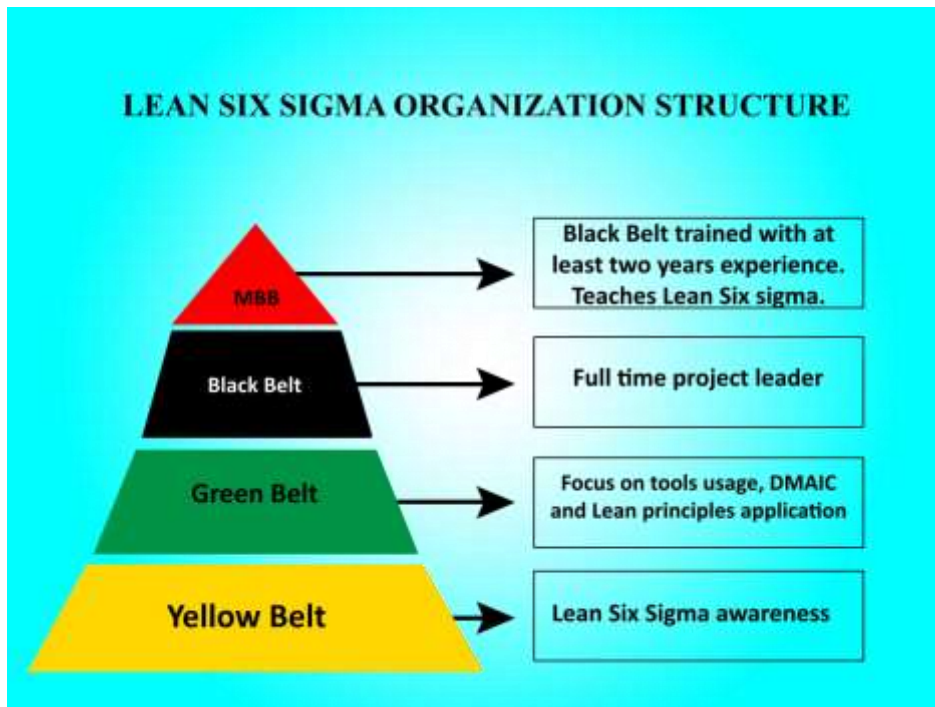 LEAN SIX SIGMA ORGANIZATION STRUCTURE
MBB
Black Belt trained with at
least two years experience.
Teaches Lean Six sigma.
Black Belt
Full time project leader
Green Belt
Focus on tools usage, DMAIC
and Lean principles application
Yellow Belt
Lean Six Sigma awareness